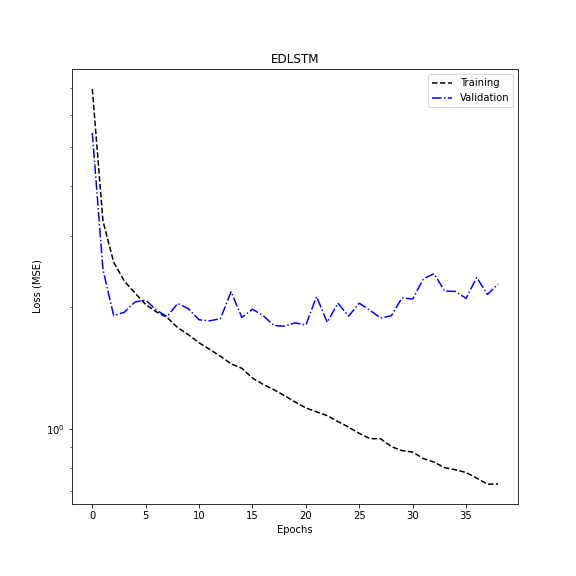 EDLSTM
Training
Validation
Loss (MSE)
10⁰
0 5 10 15 20 25 30 35
Epochs